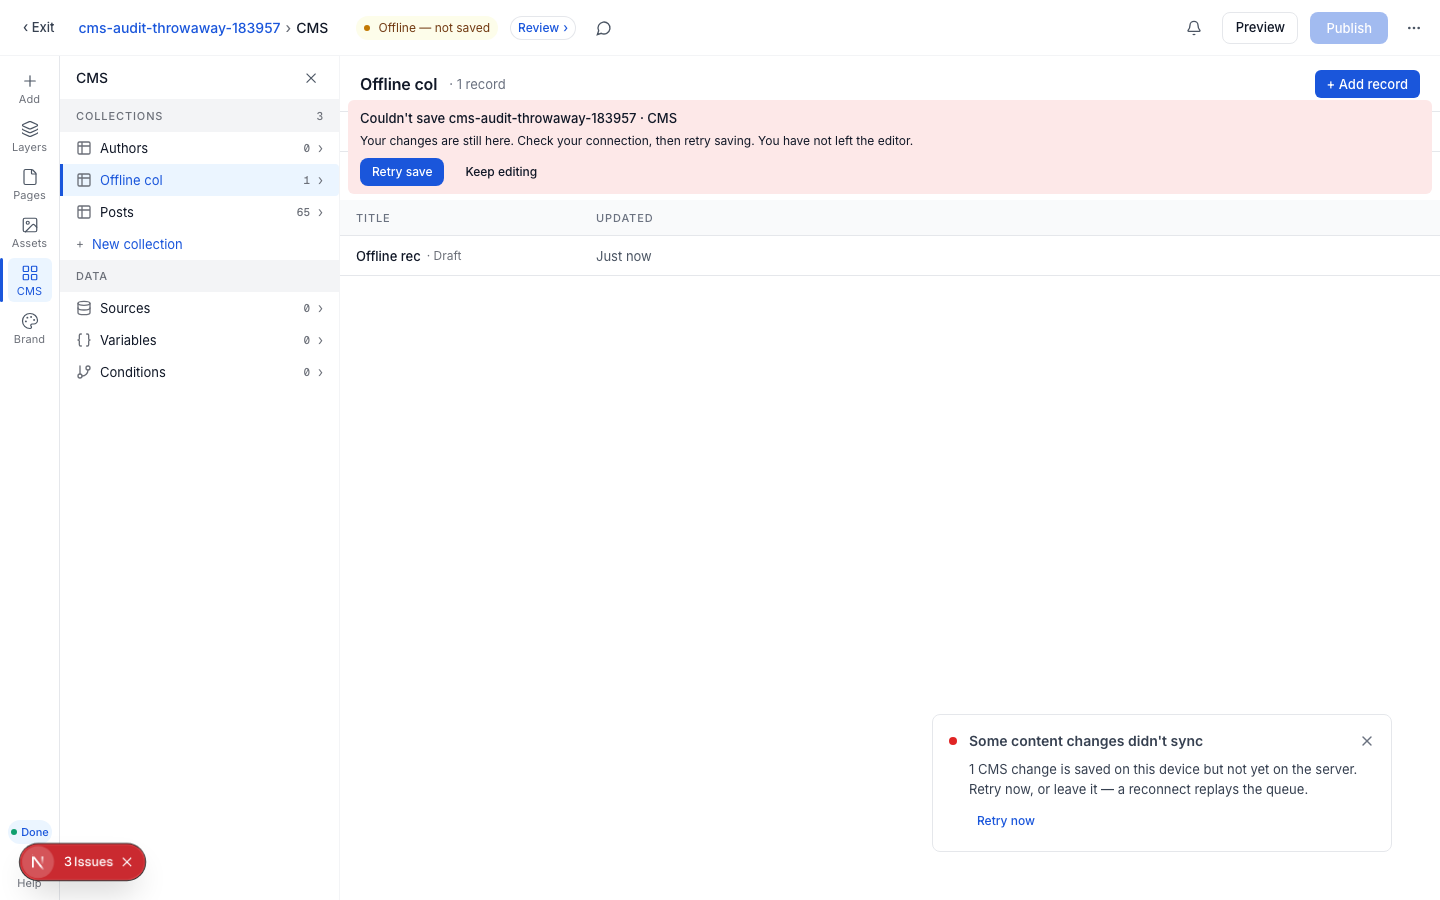 ‹ Exit
cms-audit-throwaway-183957 › CMS
Offline — not saved
Review ›
Preview
Publish
Add
Layers
Pages
Assets
CMS
Brand
CMS
COLLECTIONS 3
Authors 0 ›
Offline col 1 ›
Posts 65 ›
+ New collection
DATA
Sources 0 ›
Variables 0 ›
Conditions 0 ›
Offline col · 1 record
+ Add record
Couldn't save cms-audit-throwaway-183957 · CMS
Your changes are still here. Check your connection, then retry saving. You have not left the editor.
Retry save
Keep editing
TITLE UPDATED
Offline rec · Draft Just now
Some content changes didn't sync
1 CMS change is saved on this device but not yet on the server.
Retry now, or leave it — a reconnect replays the queue.
Retry now
Done
N 3 Issues
Help